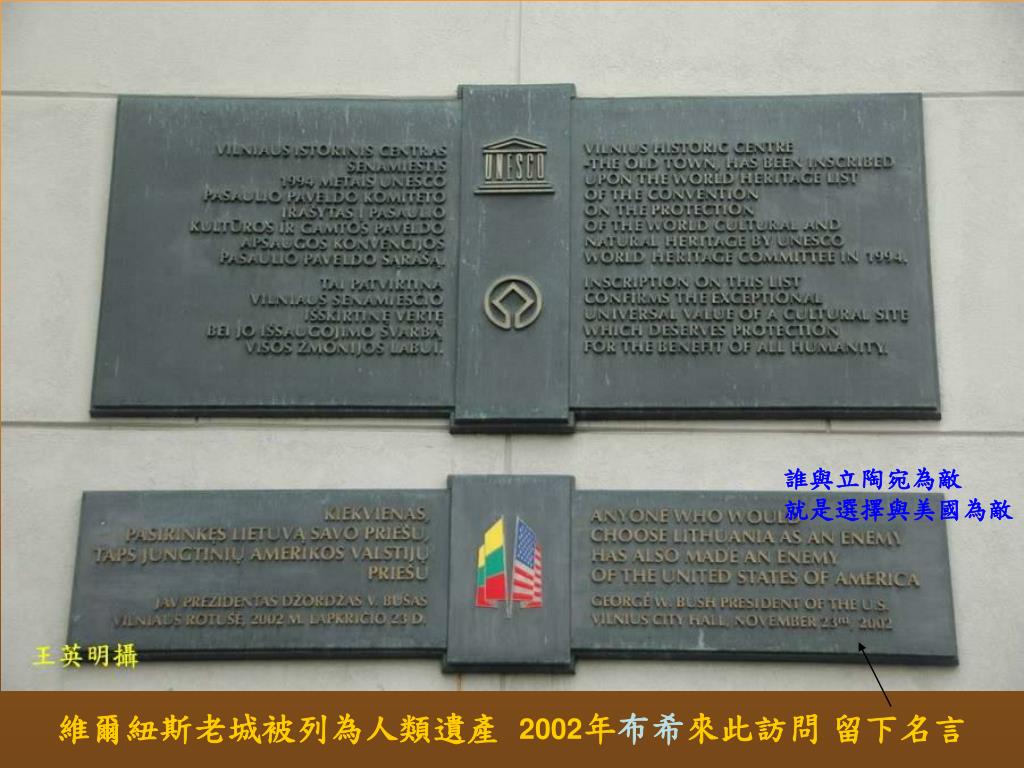 VILNIAUS ISTORINIS CENTRAS
SENAMIESTIS
1994 METAIS UNESCO
PASAULIO PAVELDO KOMITETO
ĮRAŠYTAS Į PASAULIO
KULTŪROS IR GAMTOS PAVELDO
APSAUGOS KONVENCIJOS
PASAULIO PAVELDO SĄRAŠĄ.
TAI PATVIRTINA
VILNIAUS SENAMIESČIO
IŠSKIRTINĘ VERTĘ
BEI JO IŠSAUGOJIMO SVARBĄ
VISOS ŽMONIJOS LABUI.
UNESCO
VILNIUS HISTORIC CENTRE
-THE OLD TOWN, HAS BEEN INSCRIBED
UPON THE WORLD HERITAGE LIST
OF THE CONVENTION
ON THE PROTECTION
OF THE WORLD CULTURAL AND
NATURAL HERITAGE BY UNESCO
WORLD HERITAGE COMMITTEE IN 1994.
INSCRIPTION ON THIS LIST
CONFIRMS THE EXCEPTIONAL
UNIVERSAL VALUE OF A CULTURAL SITE
WHICH DESERVES PROTECTION
FOR THE BENEFIT OF ALL HUMANITY.
誰與立陶宛為敵
就是選擇與美國為敵
KIEKVIENAS,
PASIRINKĘS LIETUVĄ SAVO PRIEŠU,
TAPS JUNGTINIŲ AMERIKOS VALSTIJŲ
PRIEŠU
JAV PREZIDENTAS DŽORDŽAS V. BUŠAS
VILNIAUS ROTUŠĖ, 2002 M. LAPKRIČIO 23 D.
ANYONE WHO WOULD
CHOOSE LITHUANIA AS AN ENEMY
HAS ALSO MADE AN ENEMY
OF THE UNITED STATES OF AMERICA
GEORGE W. BUSH PRESIDENT OF THE U.S.
VILNIUS CITY HALL, NOVEMBER 23rd, 2002
王英明攝
維爾紐斯老城被列為人類遺產 2002年布希來此訪問 留下名言